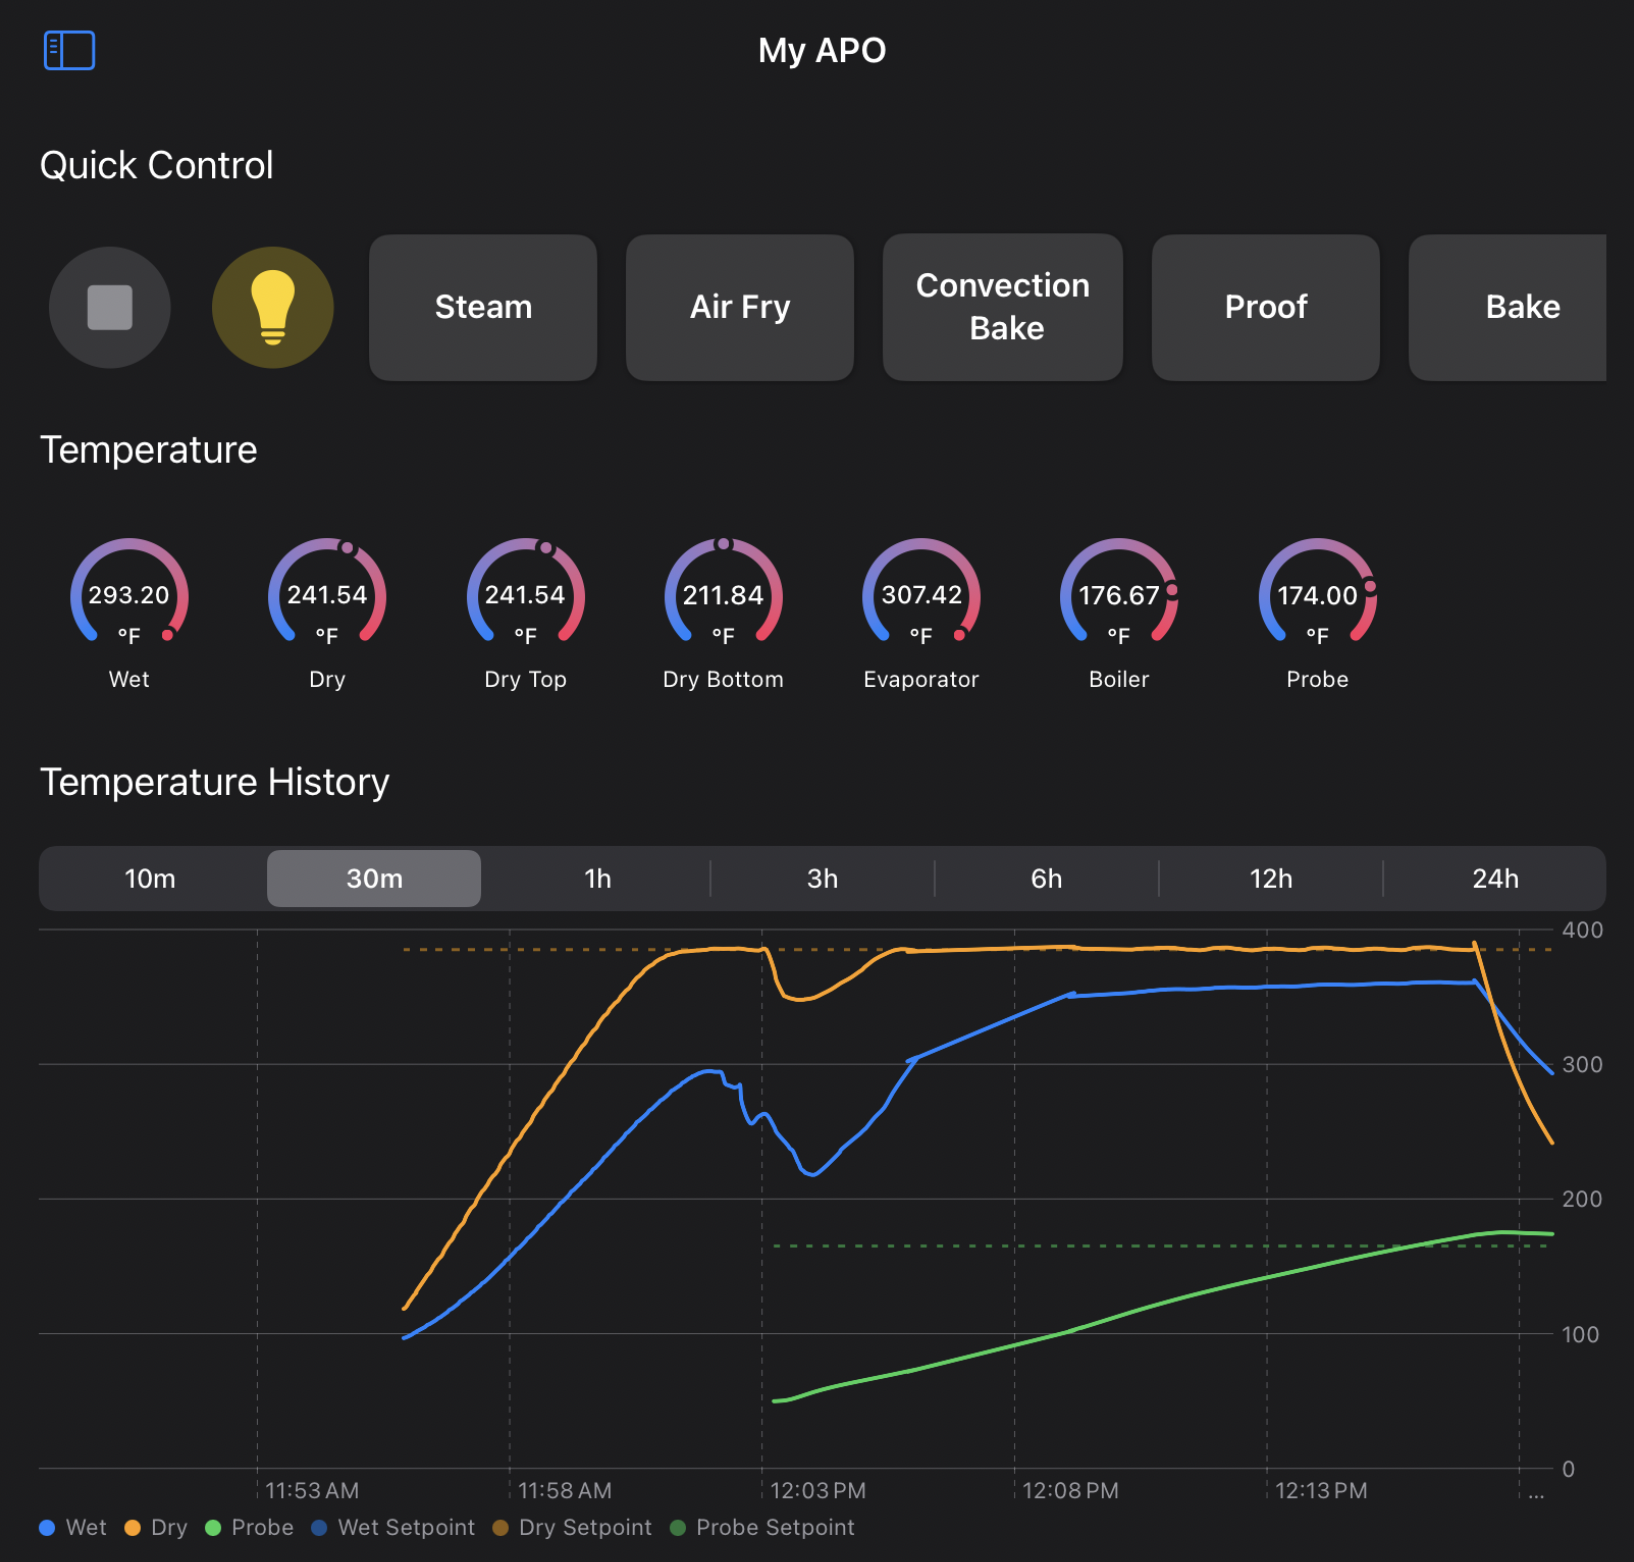 My APO
Quick Control
Steam
Air Fry
Convection
Bake
Proof
Bake
Temperature
293.20
°F
Wet
241.54
°F
Dry
241.54
°F
Dry Top
211.84
°F
Dry Bottom
307.42
°F
Evaporator
176.67
°F
Boiler
174.00
°F
Probe
Temperature History
10m 30m 1h 3h 6h 12h 24h
400
300
200
100
0
11:53 AM 11:58 AM 12:03 PM 12:08 PM 12:13 PM ...
Wet Dry Probe Wet Setpoint Dry Setpoint Probe Setpoint